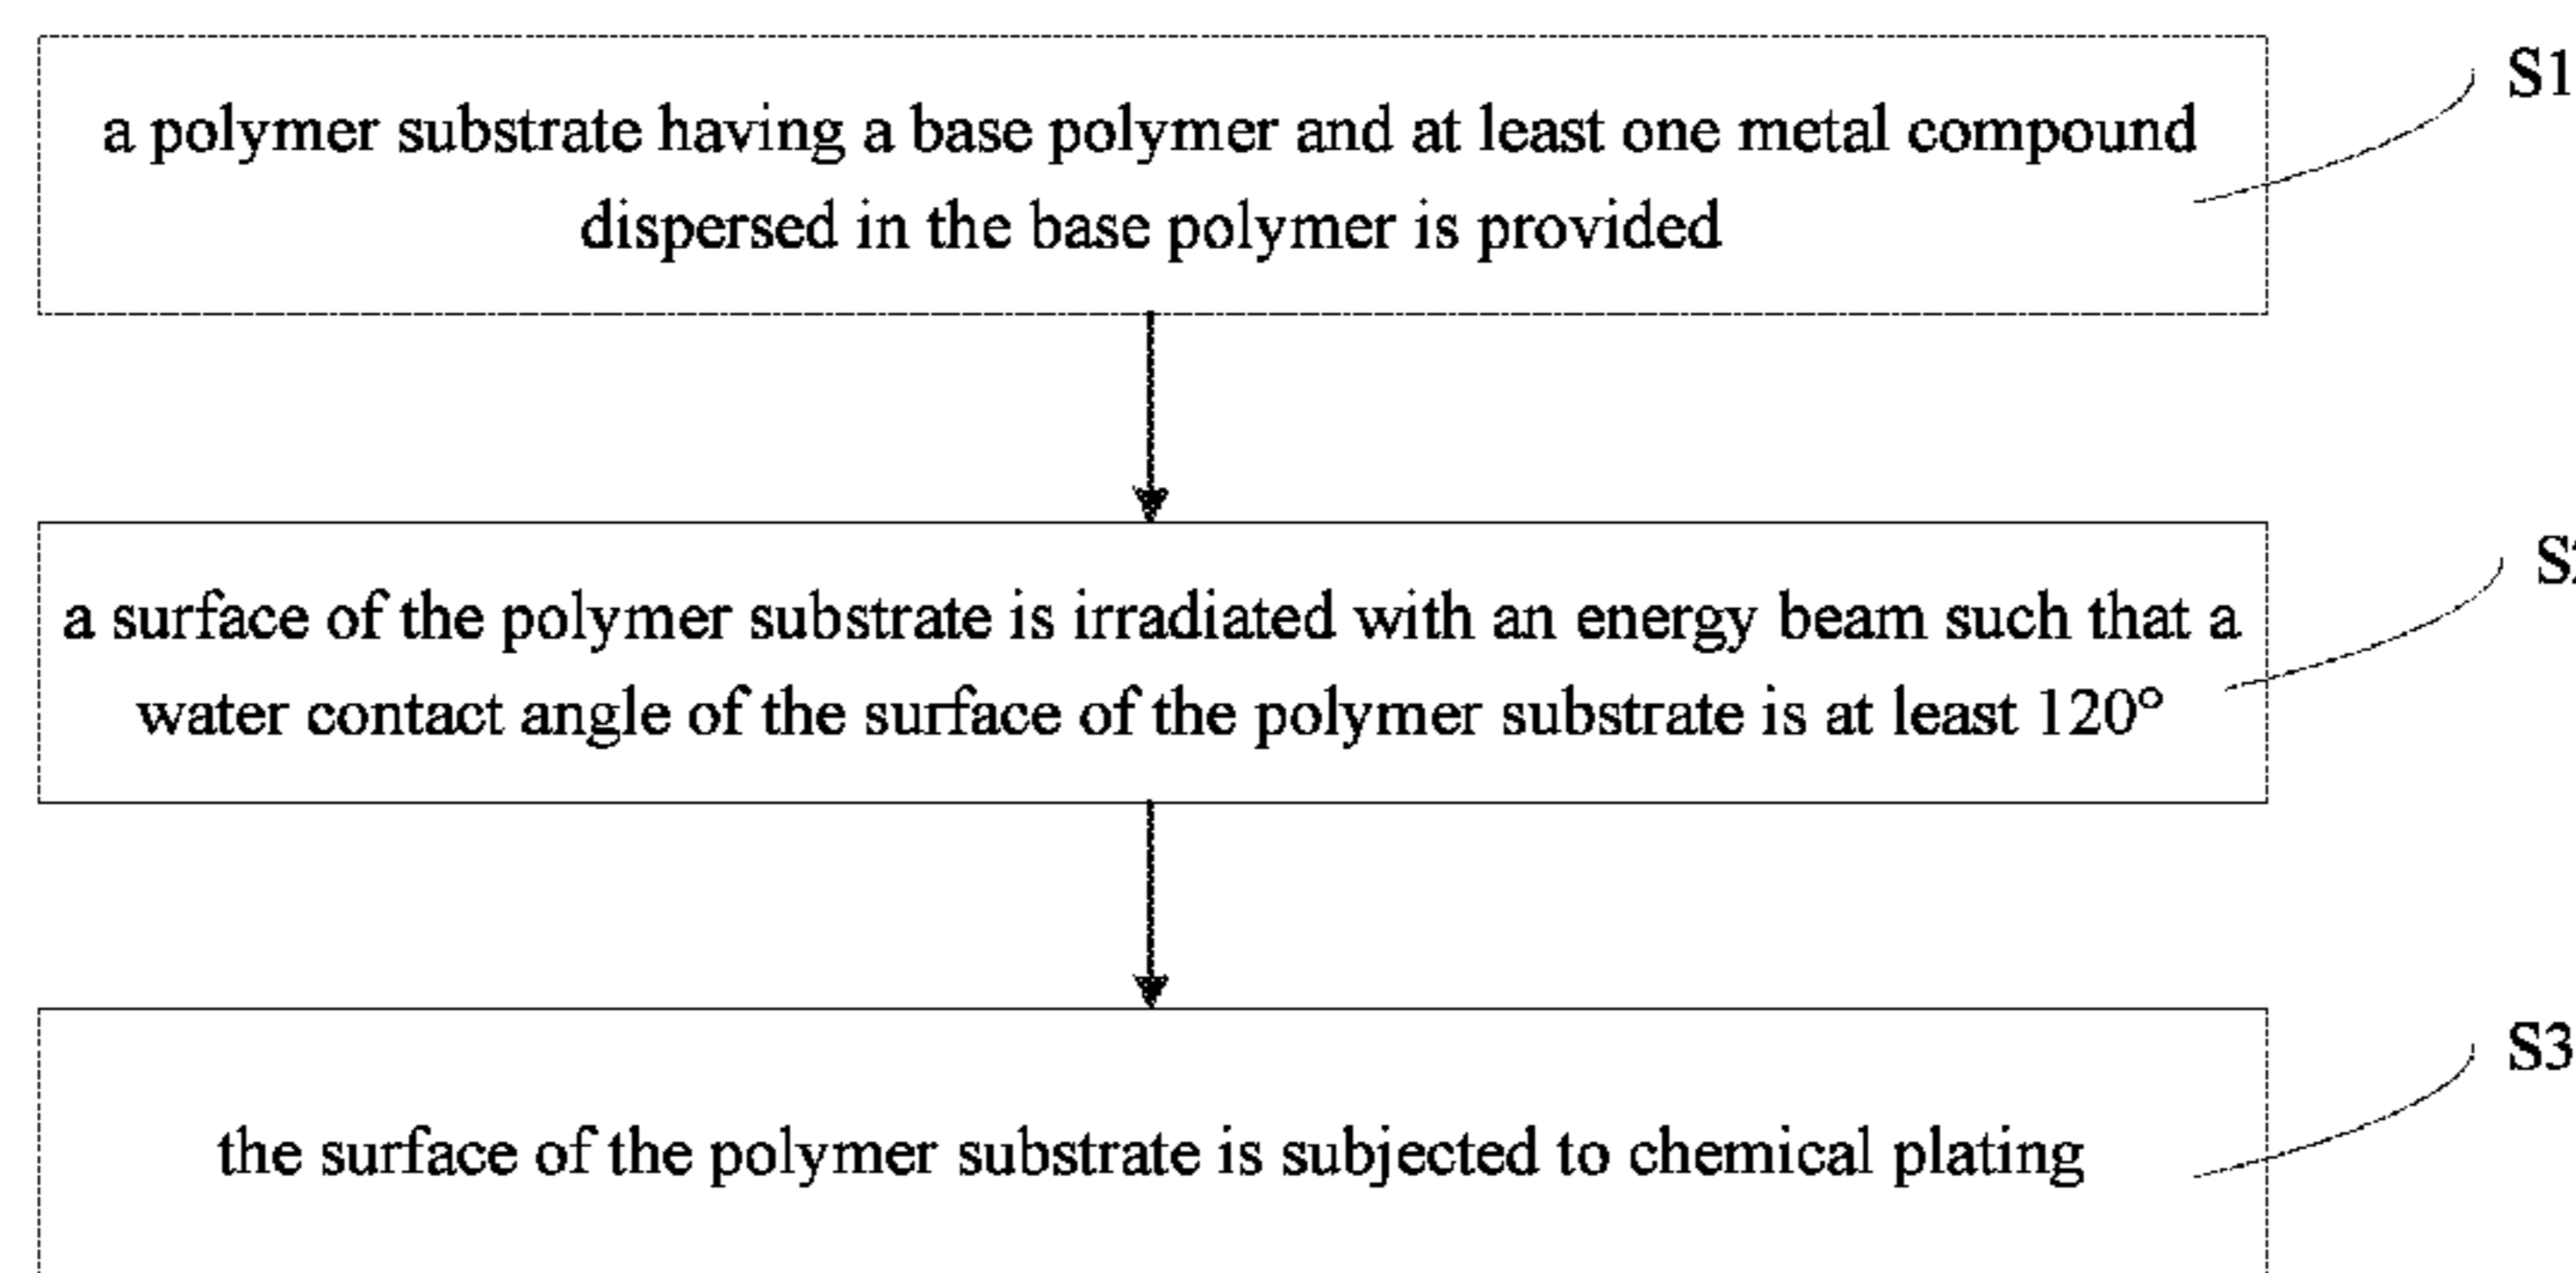 a polymer substrate having a base polymer and at least one metal compound
dispersed in the base polymer is provided
S1
a surface of the polymer substrate is irradiated with an energy beam such that a
water contact angle of the surface of the polymer substrate is at least 120°
S2
the surface of the polymer substrate is subjected to chemical plating
S3